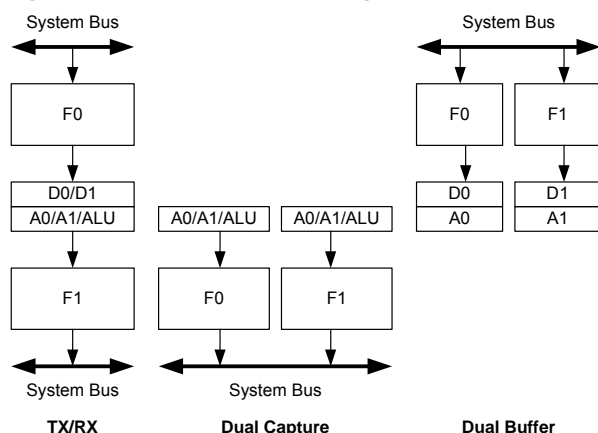 System Bus
F0
D0/D1
A0/A1/ALU
F1
System Bus
TX/RX
A0/A1/ALU
A0/A1/ALU
F0
F1
System Bus
Dual Capture
System Bus
F0
F1
D0
D1
A0
A1
Dual Buffer